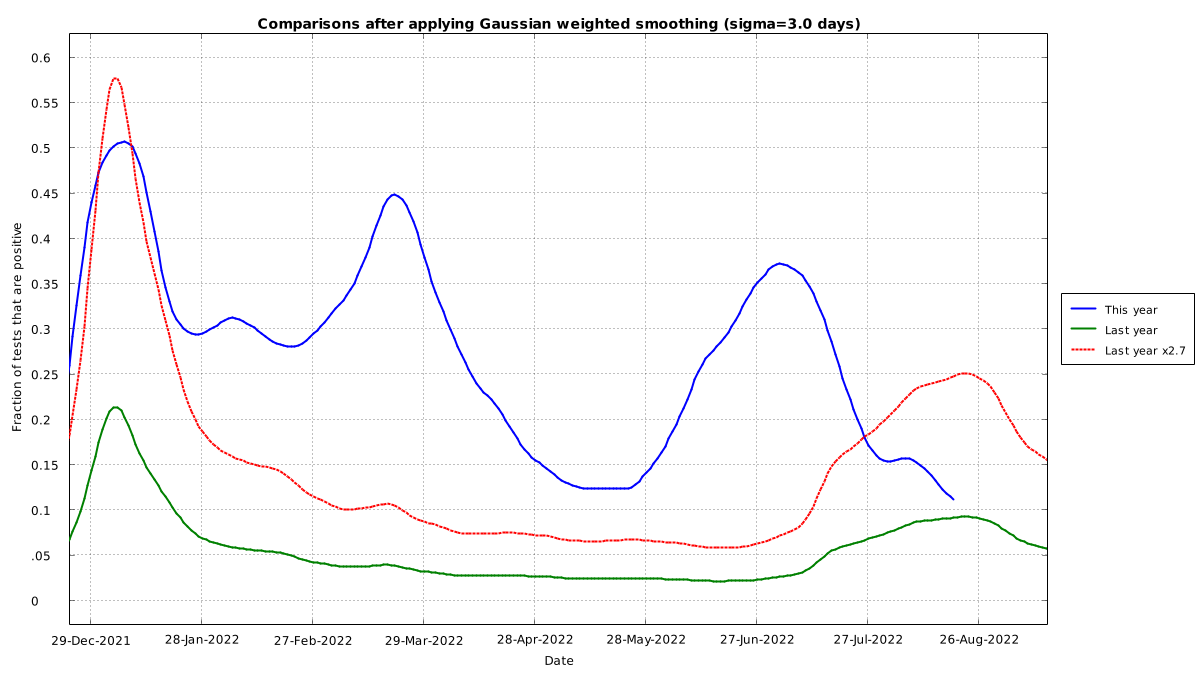 Comparisons after applying Gaussian weighted smoothing (sigma=3.0 days)
0.6
0.55
0.5
0.45
0.4
0.35
0.3
0.25
0.2
0.15
0.1
.05
0
Fraction of tests that are positive
29-Dec-2021 28-Jan-2022 27-Feb-2022 29-Mar-2022 28-Apr-2022 28-May-2022 27-Jun-2022 27-Jul-2022 26-Aug-2022
Date
This year
Last year
Last year x2.7